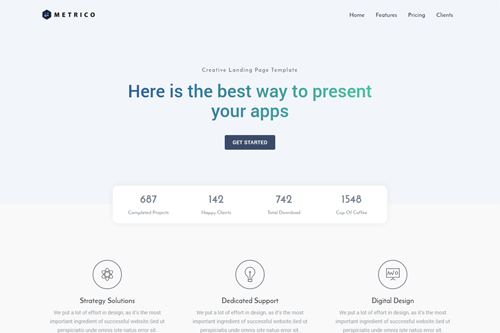 METRICO
Home Features Pricing Clients
Creative Landing Page Template
Here is the best way to present
your apps
GET STARTED
687 142 742 1548
Completed Projects Happy Clients Total Download Cup Of Coffee
Strategy Solutions Dedicated Support Digital Design
We put a lot of effort in design, as it's the most We put a lot of effort in design, as it's the most We put a lot of effort in design, as it's the most
important ingredient of successful website.Sed ut important ingredient of successful website.Sed ut important ingredient of successful website.Sed ut
perspiciatis unde omnis iste natus error sit. perspiciatis unde omnis iste natus error sit. perspiciatis unde omnis iste natus error sit.